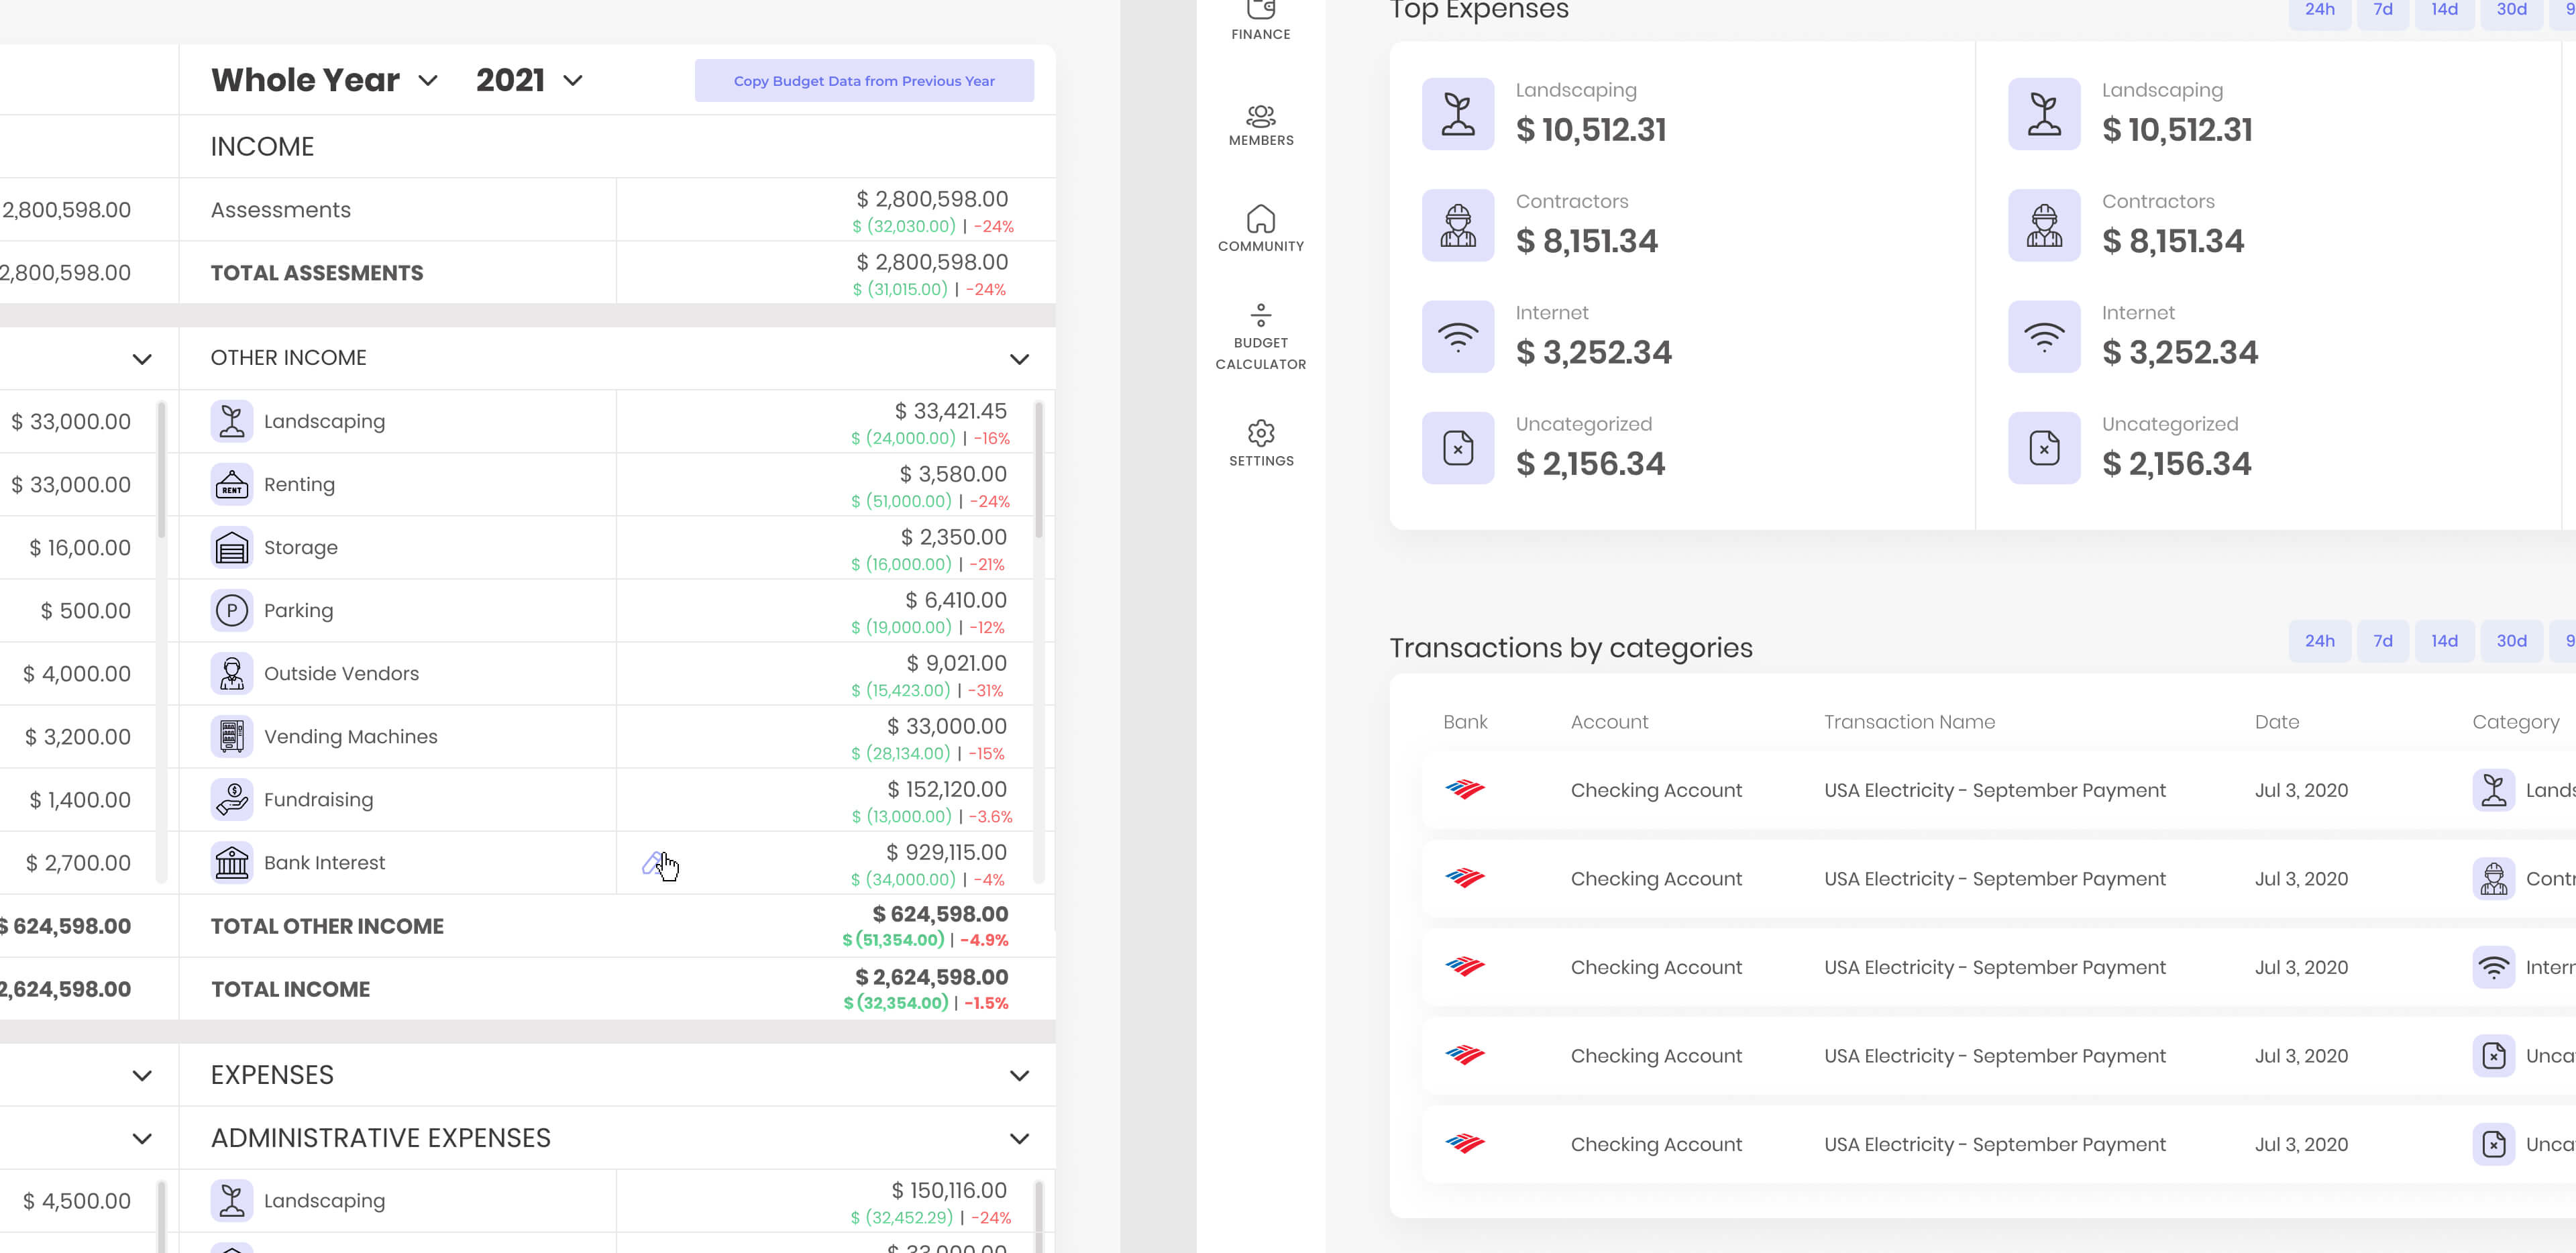 Whole Year
2021
Copy Budget Data from Previous Year
INCOME
2,800,598.00
Assessments
$ 2,800,598.00
$ (32,030.00) | -24%
2,800,598.00
TOTAL ASSESMENTS
$ 2,800,598.00
$ (31,015.00) | -24%
OTHER INCOME
$ 33,000.00
Landscaping
$ 33,421.45
$ (24,000.00) | -16%
$ 33,000.00
RENT
Renting
$ 3,580.00
$ (51,000.00) | -24%
$ 16,00.00
Storage
$ 2,350.00
$ (16,000.00) | -21%
$ 500.00
P
Parking
$ 6,410.00
$ (19,000.00) | -12%
$ 4,000.00
Outside Vendors
$ 9,021.00
$ (15,423.00) | -31%
$ 3,200.00
Vending Machines
$ 33,000.00
$ (28,134.00) | -15%
$ 1,400.00
Fundraising
$ 152,120.00
$ (13,000.00) | -3.6%
$ 2,700.00
Bank Interest
$ 929,115.00
$ (34,000.00) | -4%
$ 624,598.00
TOTAL OTHER INCOME
$ 624,598.00
$ (51,354.00) | -4.9%
2,624,598.00
TOTAL INCOME
$ 2,624,598.00
$ (32,354.00) | -1.5%
EXPENSES
ADMINISTRATIVE EXPENSES
$ 4,500.00
Landscaping
$ 150,116.00
$ (32,452.29) | -24%
FINANCE
MEMBERS
COMMUNITY
BUDGET
CALCULATOR
SETTINGS
Top Expenses
24h 7d 14d 30d 9
Landscaping
$ 10,512.31
Contractors
$ 8,151.34
Internet
$ 3,252.34
Uncategorized
$ 2,156.34
Landscaping
$ 10,512.31
Contractors
$ 8,151.34
Internet
$ 3,252.34
Uncategorized
$ 2,156.34
Transactions by categories
24h 7d 14d 30d 9
Bank Account Transaction Name Date Category
Checking Account USA Electricity - September Payment Jul 3, 2020 Lands
Checking Account USA Electricity - September Payment Jul 3, 2020 Contr
Checking Account USA Electricity - September Payment Jul 3, 2020 Intern
Checking Account USA Electricity - September Payment Jul 3, 2020 Unca
Checking Account USA Electricity - September Payment Jul 3, 2020 Unca